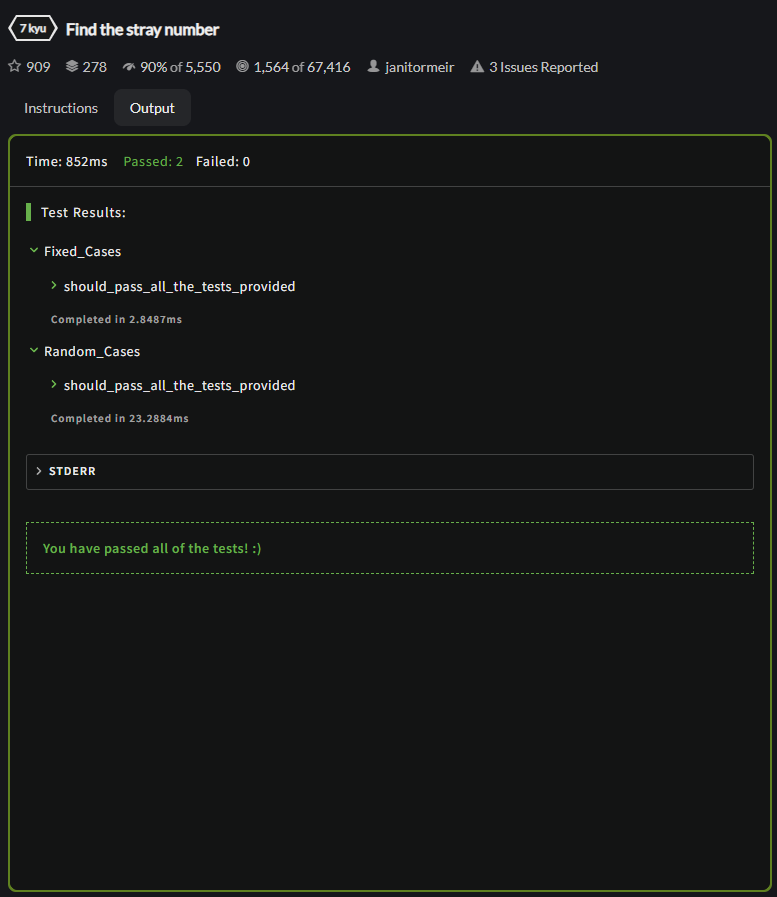 7 kyu Find the stray number
909 278 90% of 5,550 1,564 of 67,416 janitormeir 3 Issues Reported
Instructions Output
Time: 852ms Passed: 2 Failed: 0
Test Results:
Fixed_Cases
should_pass_all_the_tests_provided
Completed in 2.8487ms
Random_Cases
should_pass_all_the_tests_provided
Completed in 23.2884ms
STDERR
You have passed all of the tests! :)